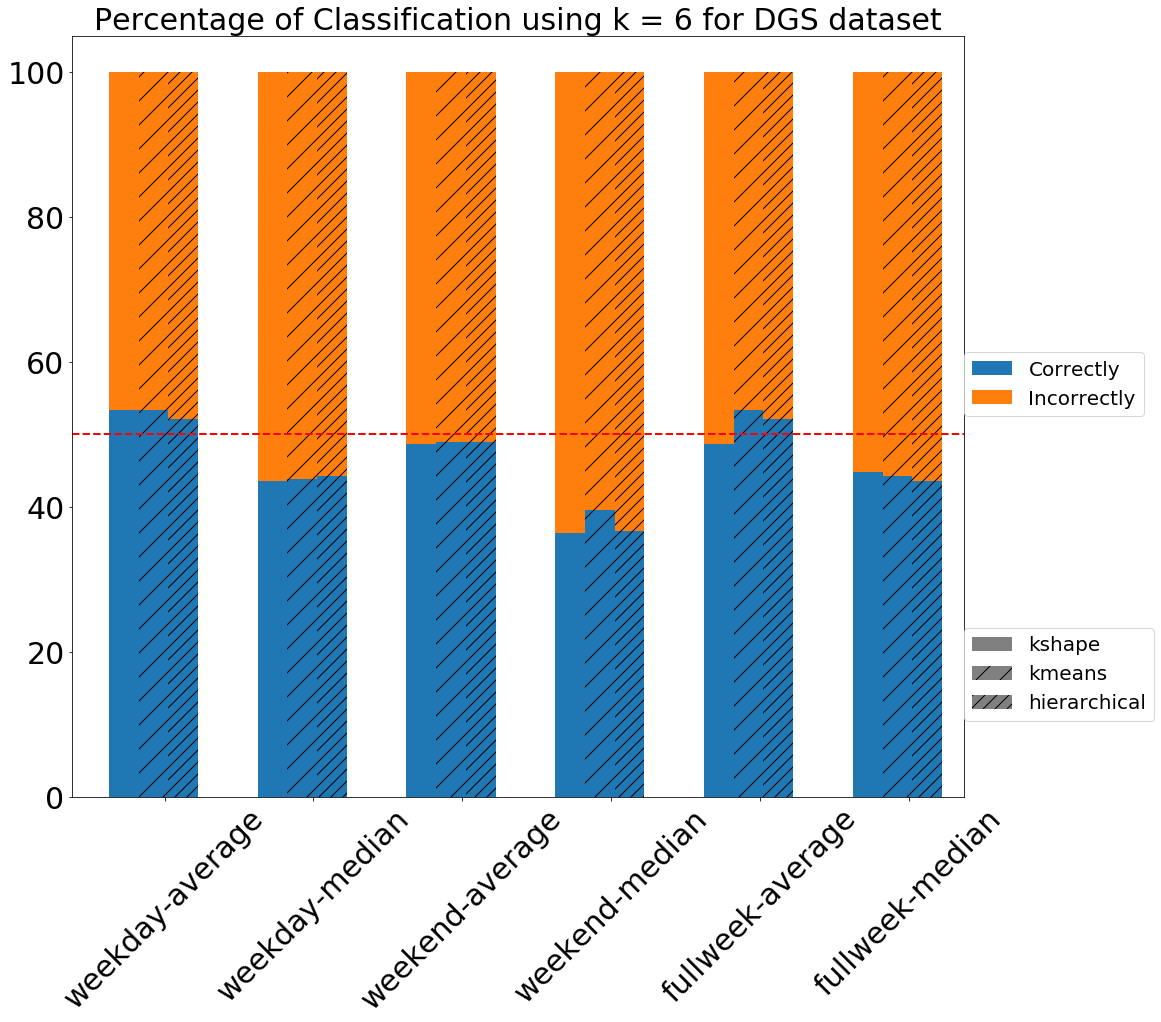 Percentage of Classification using k = 6 for DGS dataset
100
80
60
40
20
0
Correctly
Incorrectly
kshape
kmeans
hierarchical
weekday-average
weekday-median
weekend-average
weekend-median
fullweek-average
fullweek-median